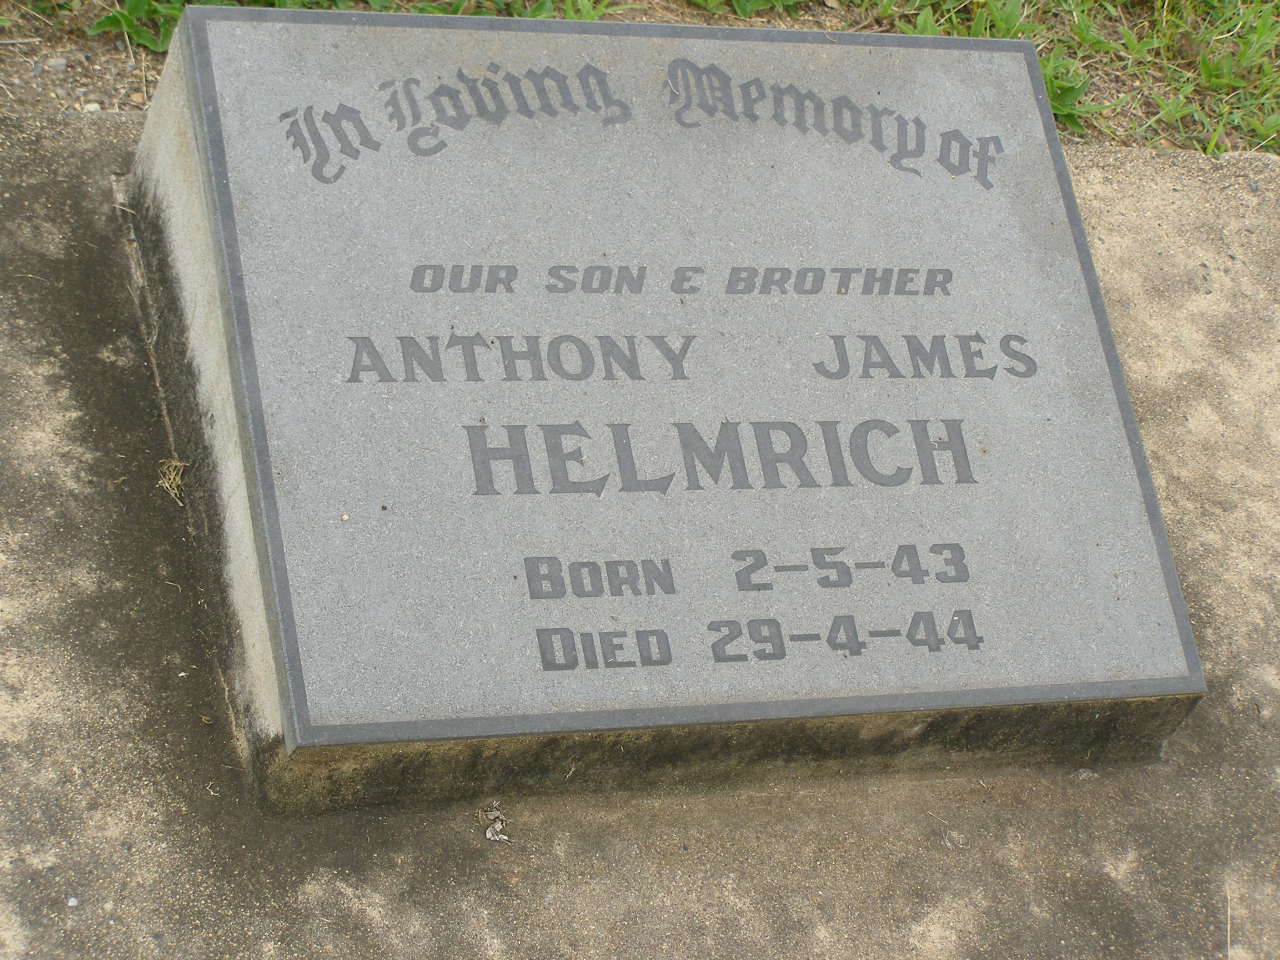 In Loving Memory of
OUR SON & BROTHER
ANTHONY JAMES
HELMRICH
BORN 2-5-43
DIED 29-4-44